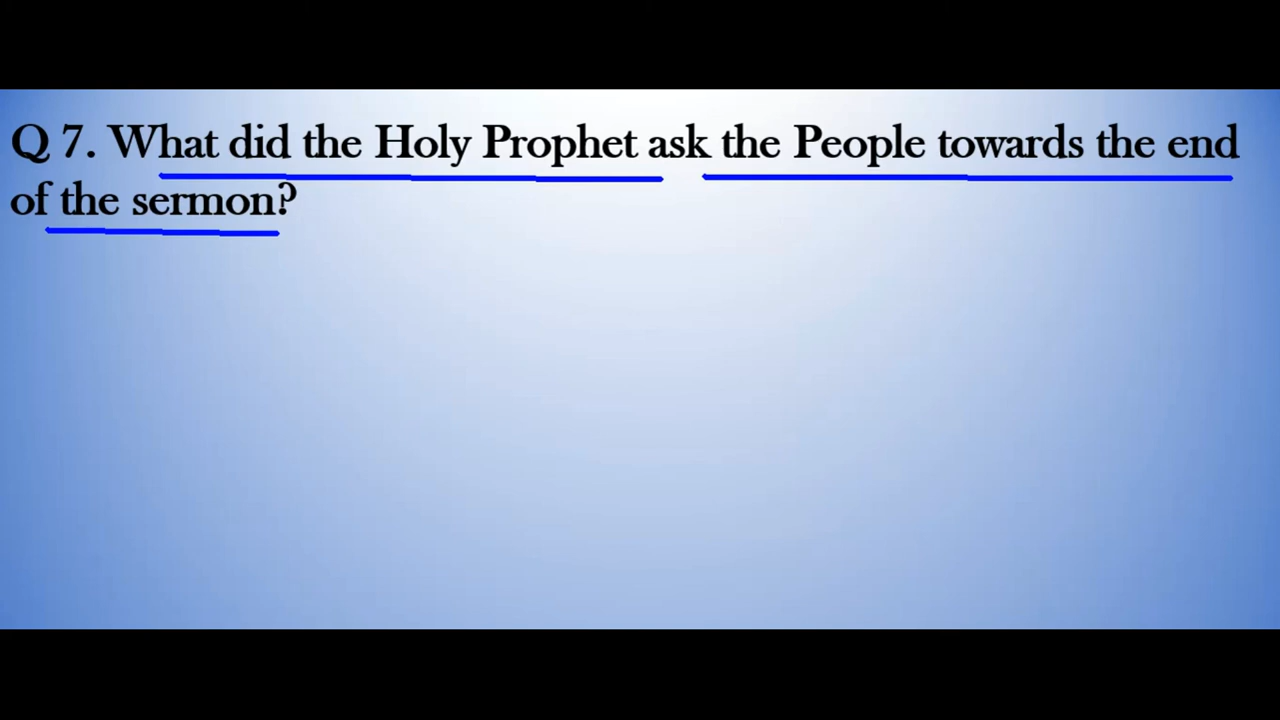 Q 7. What did the Holy Prophet ask the People towards the end
of the sermon?